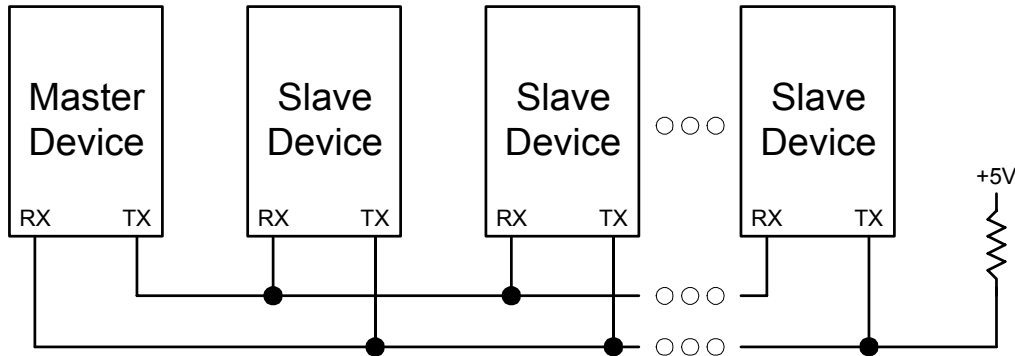 Master
Device
Slave
Device
Slave
Device
Slave
Device
+5V
RX TX
RX TX
RX TX
RX TX